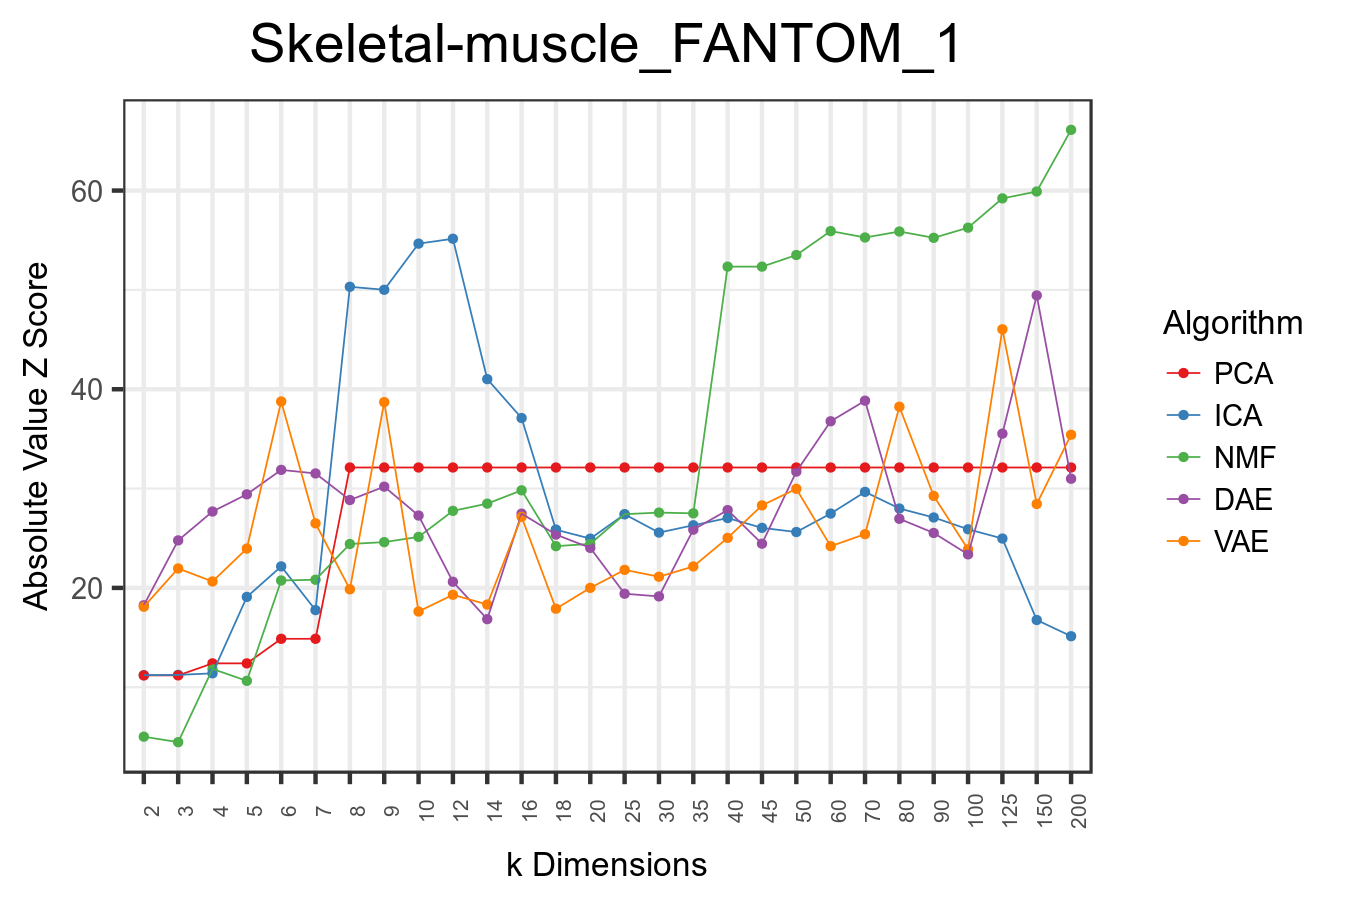 Skeletal-muscle_FANTOM_1
Absolute Value Z Score
60
40
20
2 3 4 5 6 7 8 9 10 12 14 16 18 20 25 30 35 40 45 50 60 70 80 90 100 125 150 200
k Dimensions
Algorithm
PCA
ICA
NMF
DAE
VAE